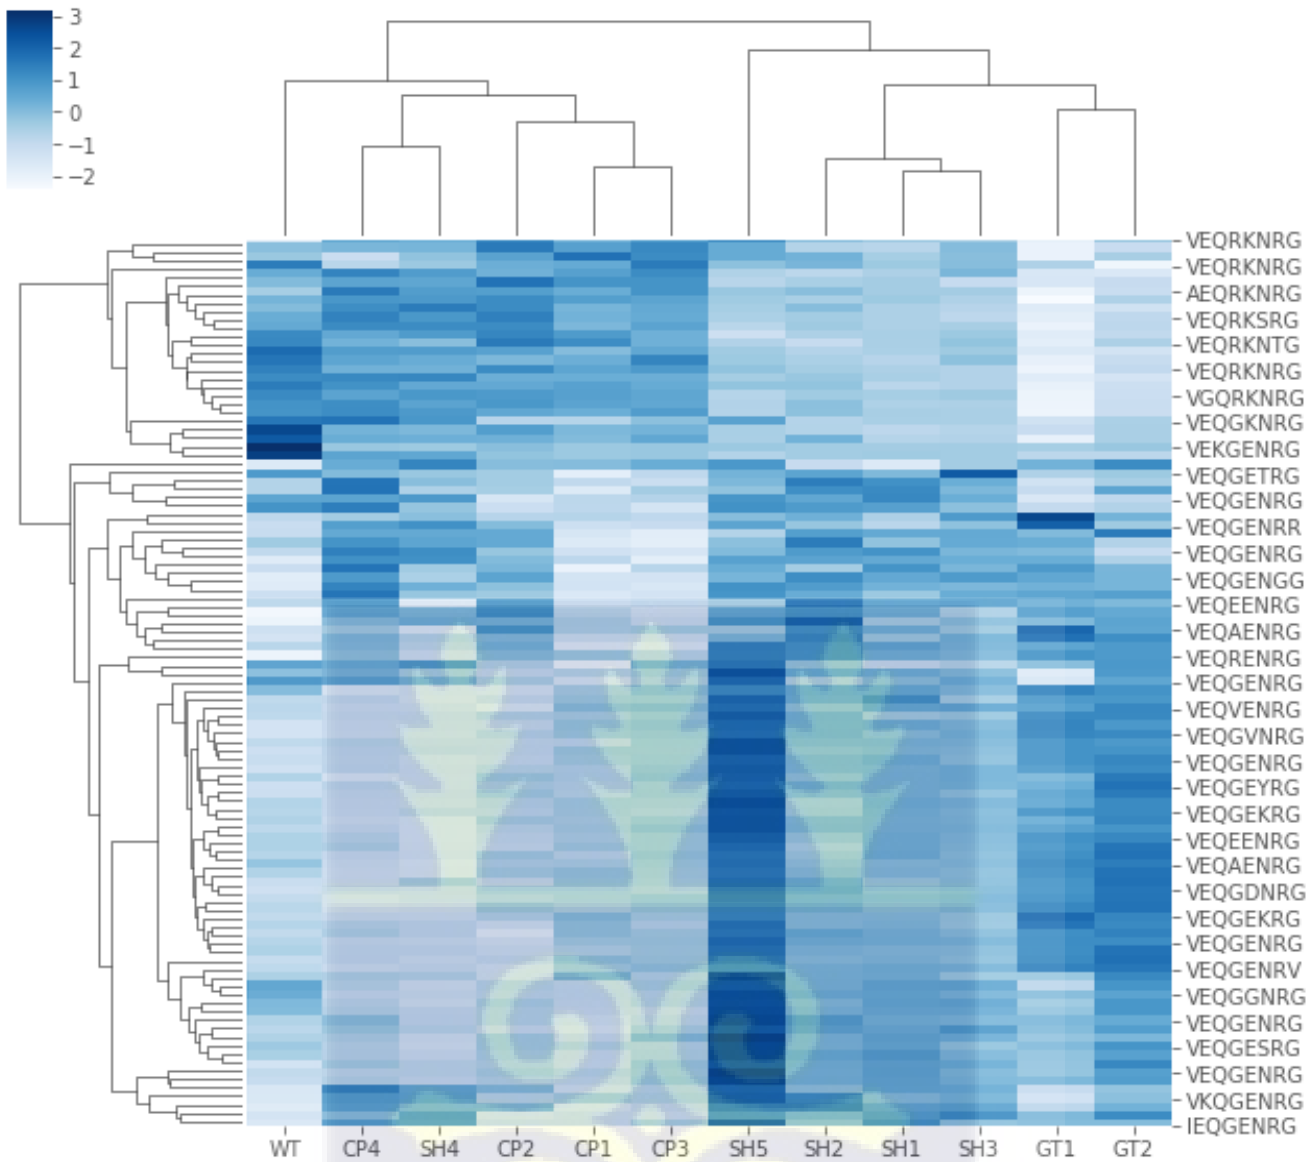 3
2
1
0
−1
−2
VEQRKNRG
VEQRKNRG
AEQRKNRG
VEQRKSRG
VEQRKNTG
VEQRKNRG
VGQRKNRG
VEQGKNRG
VEKGENRG
VEQGETRG
VEQGENRG
VEQGENRR
VEQGENRG
VEQGENGG
VEQEENRG
VEQAENRG
VEQRENRG
VEQGENRG
VEQVENRG
VEQGVNRG
VEQGENRG
VEQGEYRG
VEQGEKRG
VEQEENRG
VEQAENRG
VEQGDNRG
VEQGEKRG
VEQGENRG
VEQGENRV
VEQGGNRG
VEQGENRG
VEQGESRG
VEQGENRG
VKQGENRG
IEQGENRG
WT CP4 SH4 CP2 CP1 CP3 SH5 SH2 SH1 SH3 GT1 GT2